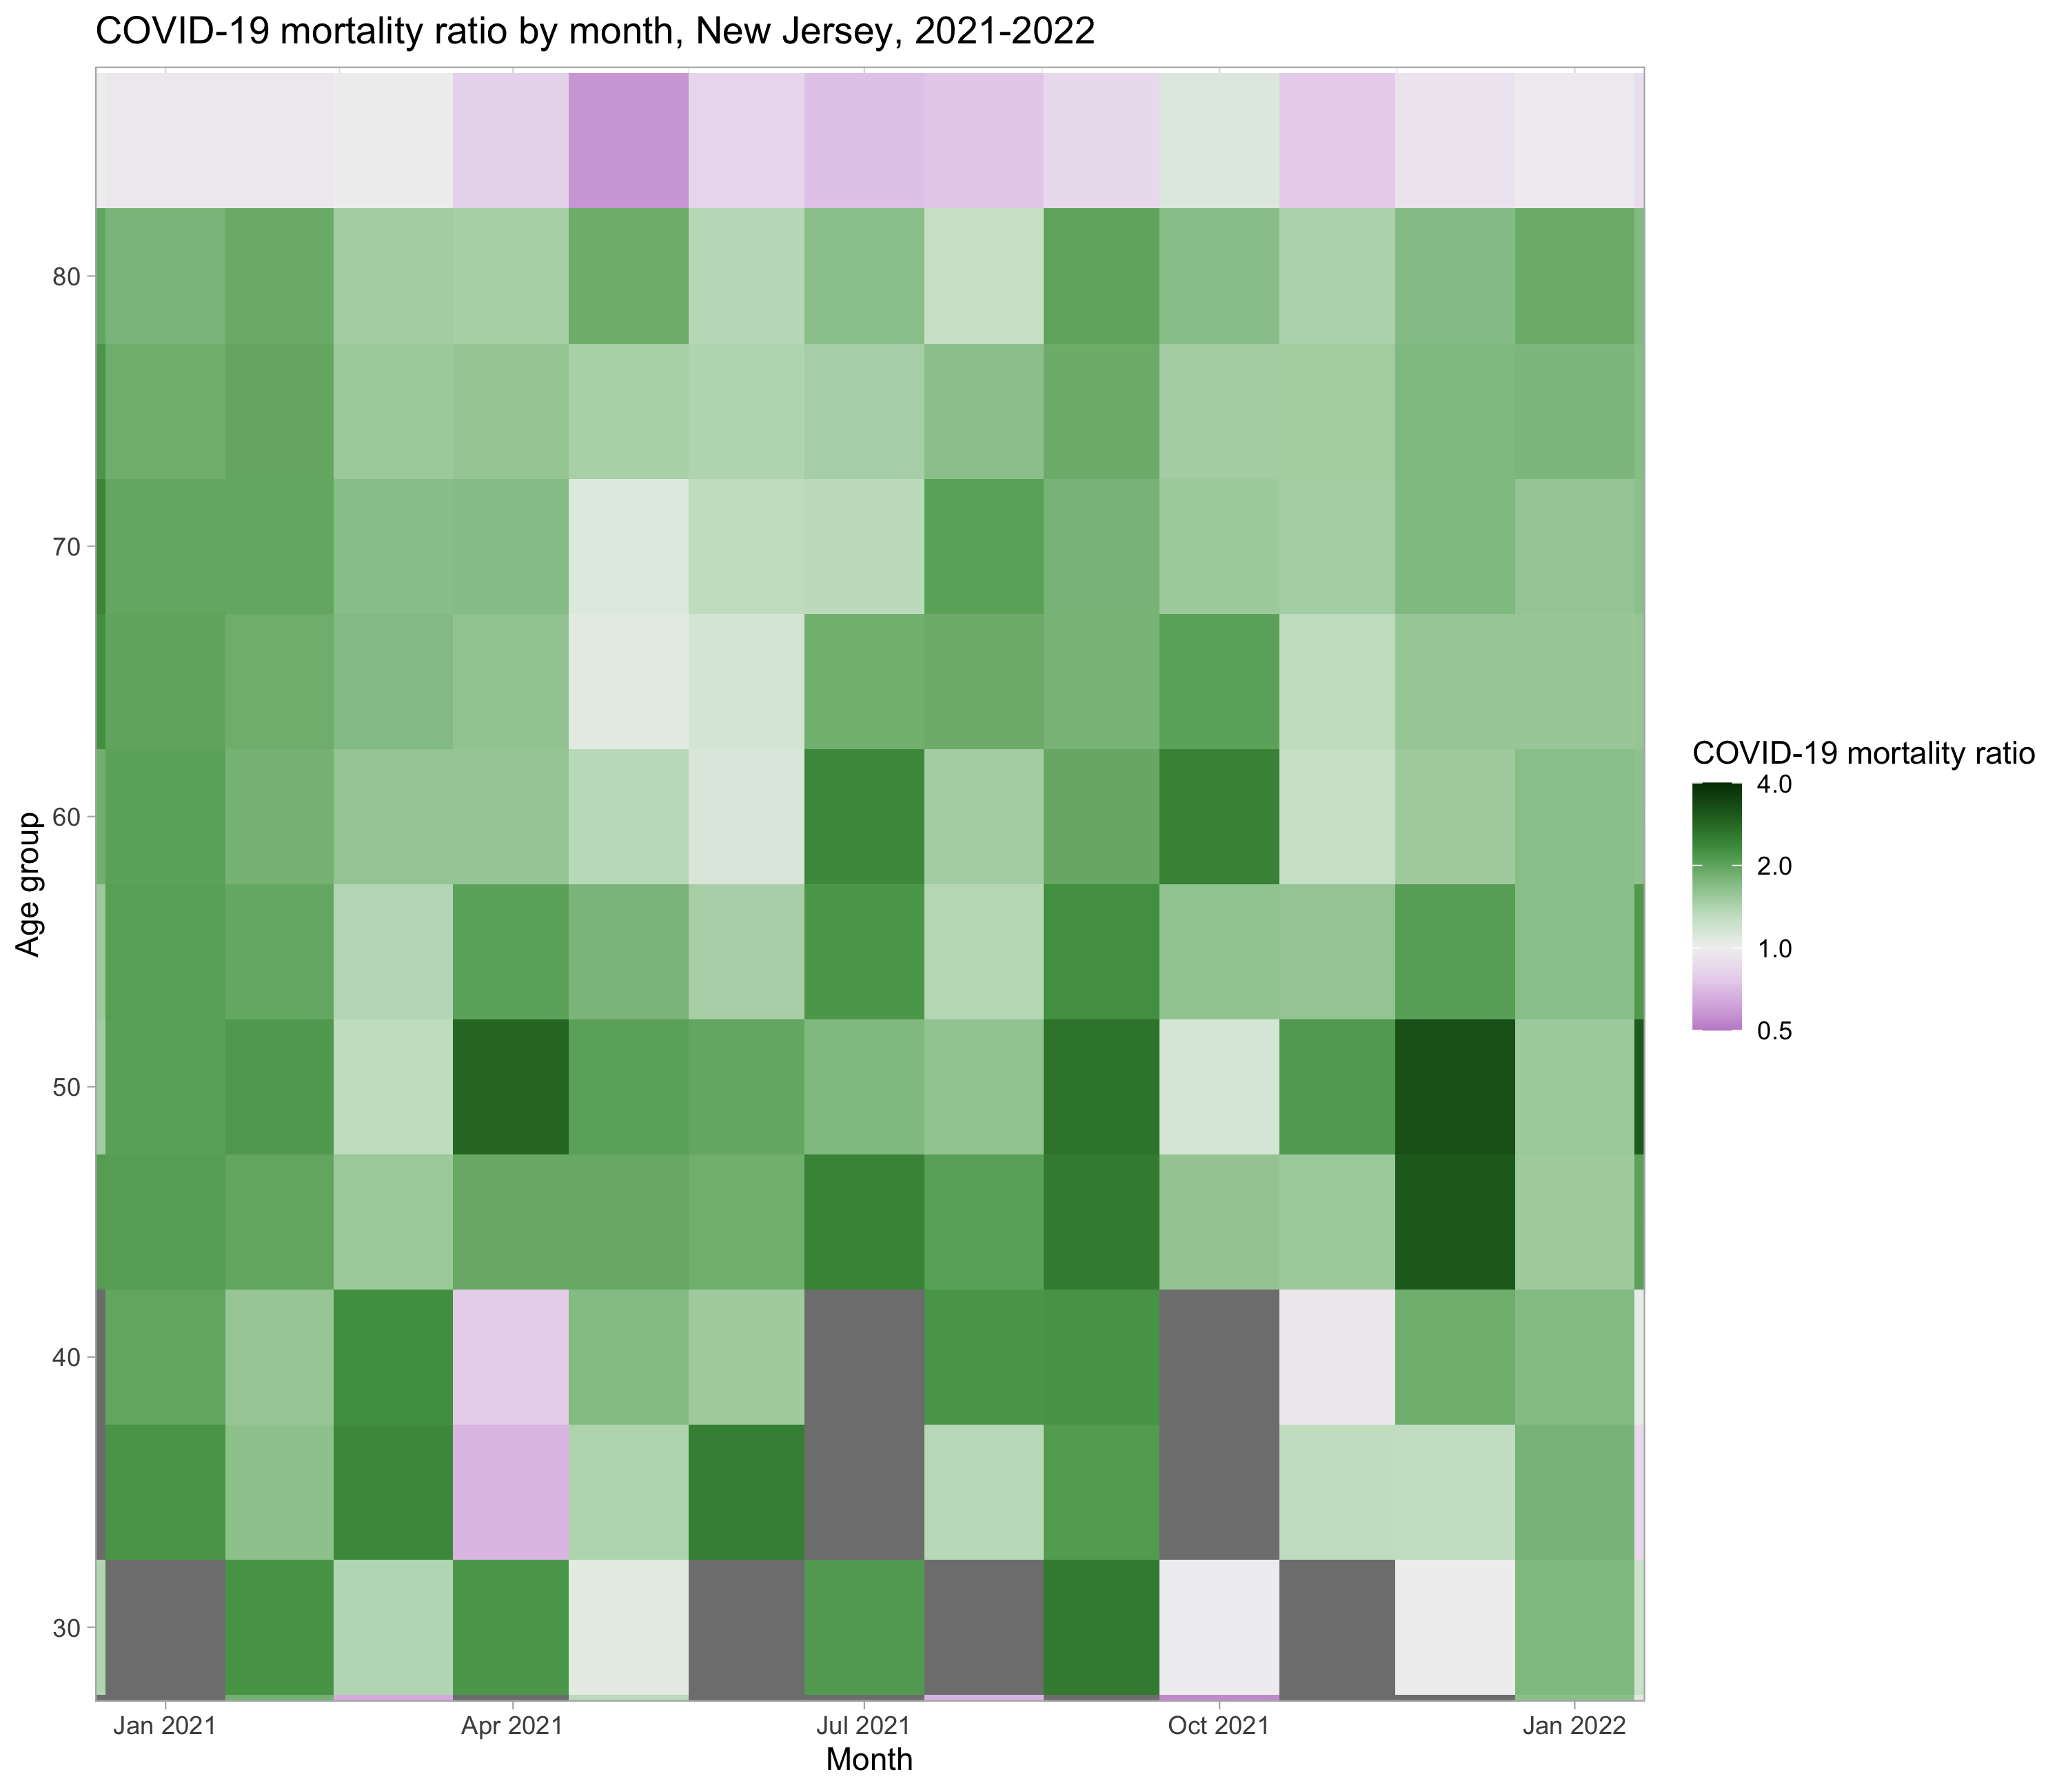 COVID-19 mortality ratio by month, New Jersey, 2021-2022
80
70
60
50
40
30
Age group
Jan 2021
Apr 2021
Jul 2021
Oct 2021
Jan 2022
Month
COVID-19 mortality ratio
4.0
2.0
1.0
0.5